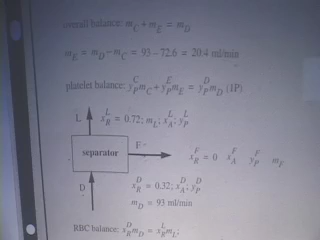 overall balance: m_C + m_E = m_D
m_E = m_D − m_C = 93 − 72.6 = 20.4 ml/min
platelet balance: y_P^C m_C + y_P^E m_E = y_P^D m_D (1P)
L x_R^L = 0.72; m_L; x_A^L; y_P^L
separator F x_R^F = 0 x_A^F y_P^F m_F
D x_R^D = 0.32; x_A^D; y_P^D
m_D = 93 ml/min
RBC balance: x_R^D m_D = x_R^L m_L;